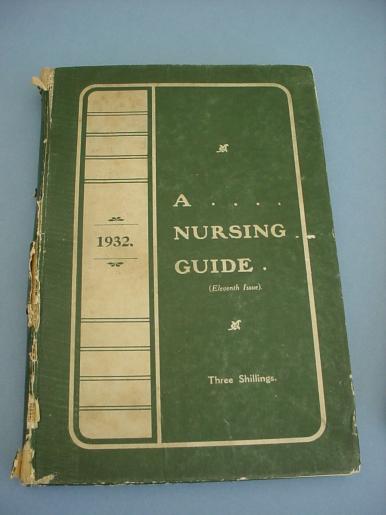 1932.
A . . . .
NURSING ..
GUIDE .
(Eleventh Issue).
Three Shillings.